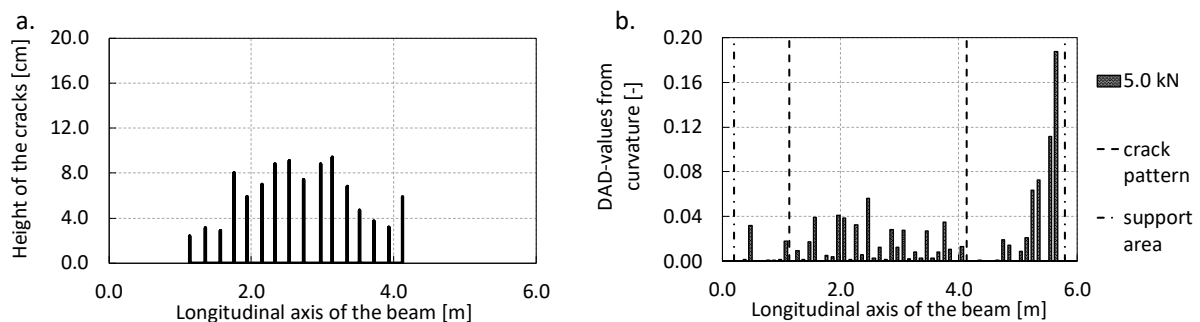 a.
Height of the cracks [cm]
20.0
16.0
12.0
8.0
4.0
0.0
0.0 2.0 4.0 6.0
Longitudinal axis of the beam [m]
b.
DAD-values from
curvature [-]
0.20
0.16
0.12
0.08
0.04
0.00
0.0 2.0 4.0 6.0
Longitudinal axis of the beam [m]
5.0 kN
crack
pattern
support
area